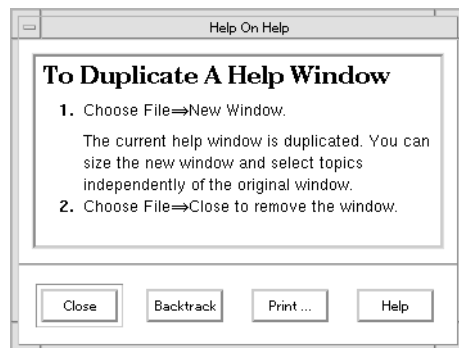 Help On Help
To Duplicate A Help Window
1. Choose File⇒New Window.
The current help window is duplicated. You can
size the new window and select topics
independently of the original window.
2. Choose File⇒Close to remove the window.
Close
Backtrack
Print ...
Help